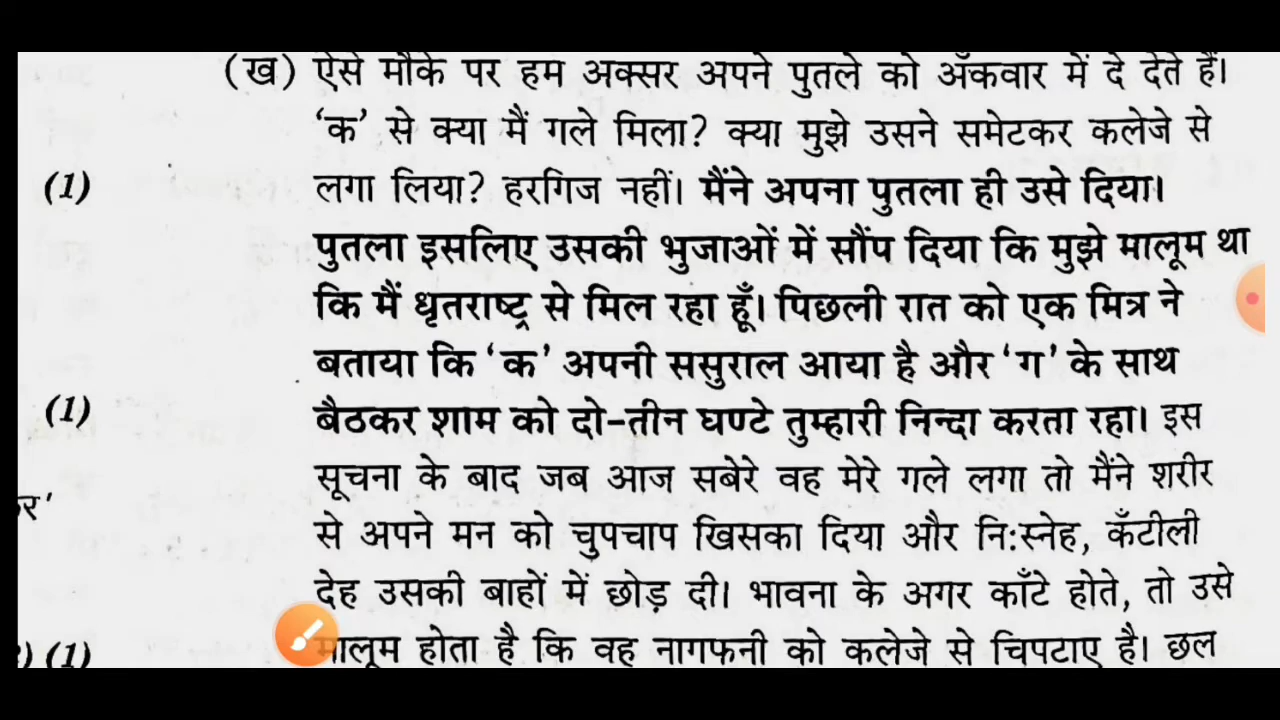 (ख) ऐसे मौके पर हम अक्सर अपने पुतले को अँकवार में दे देते हैं।
'क' से क्या मैं गले मिला? क्या मुझे उसने समेटकर कलेजे से
(1) लगा लिया? हरगिज नहीं। मैंने अपना पुतला ही उसे दिया।
पुतला इसलिए उसकी भुजाओं में सौंप दिया कि मुझे मालूम था
कि मैं धृतराष्ट्र से मिल रहा हूँ। पिछली रात को एक मित्र ने
बताया कि 'क' अपनी ससुराल आया है और 'ग' के साथ
(1) बैठकर शाम को दो-तीन घण्टे तुम्हारी निन्दा करता रहा। इस
सूचना के बाद जब आज सबेरे वह मेरे गले लगा तो मैंने शरीर
से अपने मन को चुपचाप खिसका दिया और नि:स्नेह, कँटीली
देह उसकी बाहों में छोड़ दी। भावना के अगर काँटे होते, तो उसे
(1) मालूम होता है कि वह नागफनी को कलेजे से चिपटाए है। छल